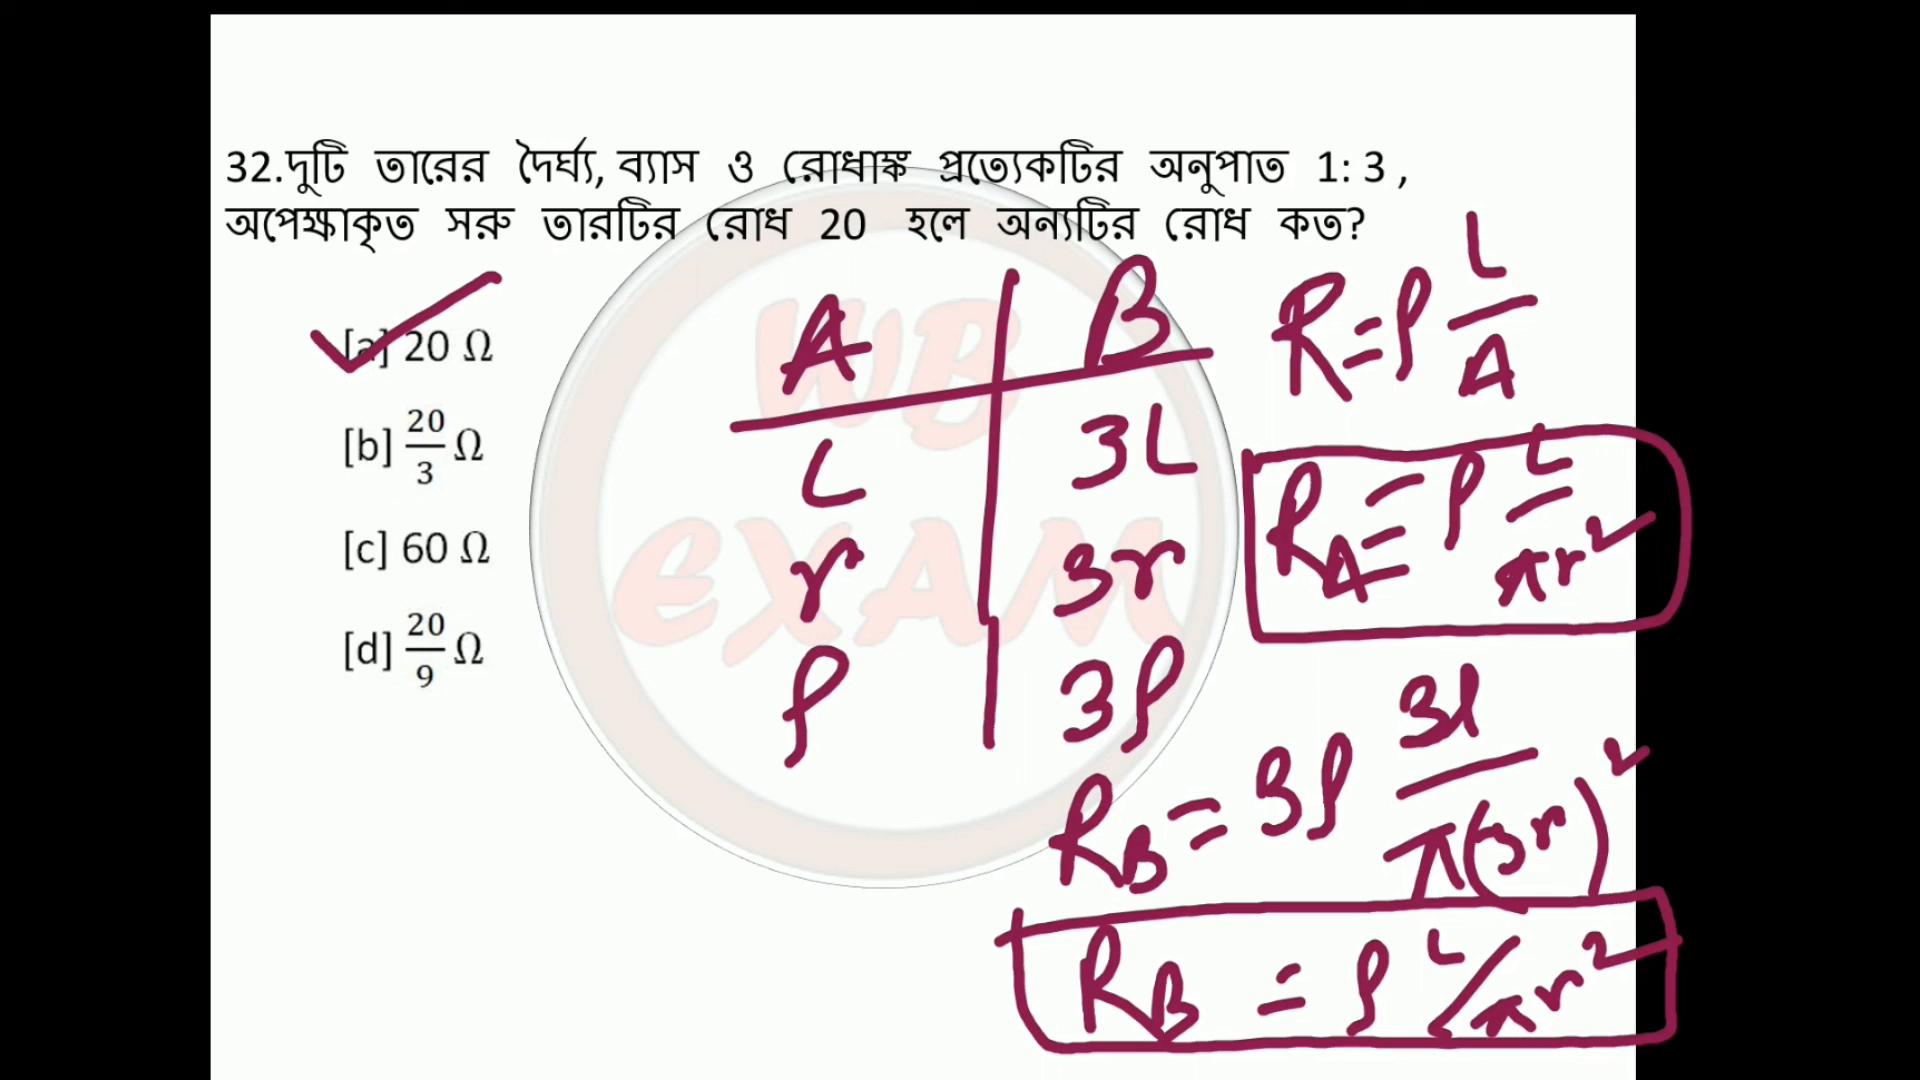 32.দুটি তারের দৈর্ঘ্য, ব্যাস ও রোধাঙ্ক প্রত্যেকটির অনুপাত 1: 3 ,
অপেক্ষাকৃত সরু তারটির রোধ 20 হলে অন্যটির রোধ কত?
[a] 20 Ω
[b] 20/3 Ω
[c] 60 Ω
[d] 20/9 Ω
WB
EXAM
A B
L 3L
r 3r
ρ 3ρ
R = ρ L/A
R_A = ρ L/πr²
R_B = 3ρ 3l/π(3r)²
R_B = ρ L/πr²